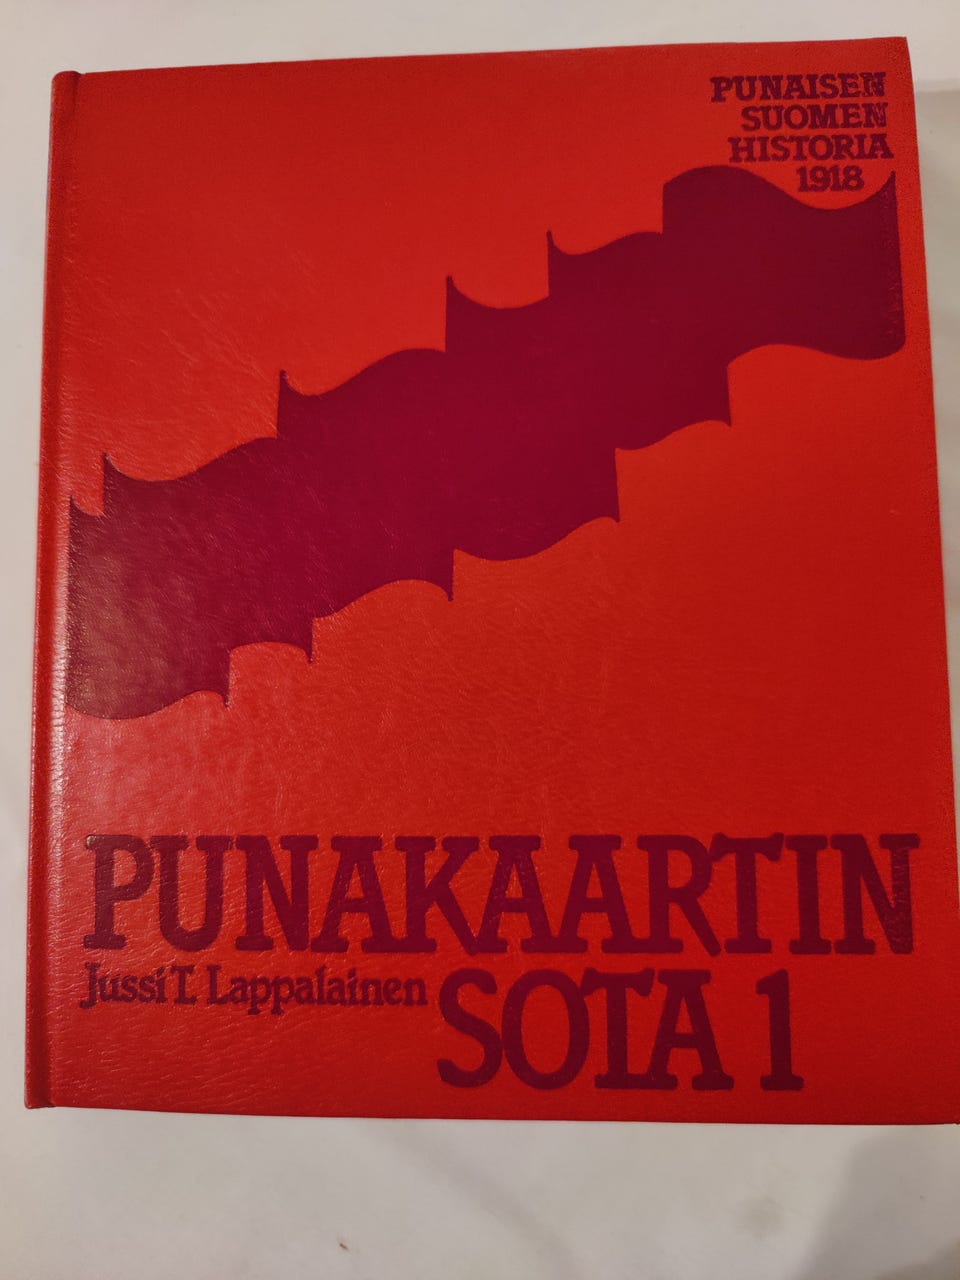 PUNAISEN
SUOMEN
HISTORIA
1918
PUNAKAARTIN
Jussi T. Lappalainen
SOTA 1